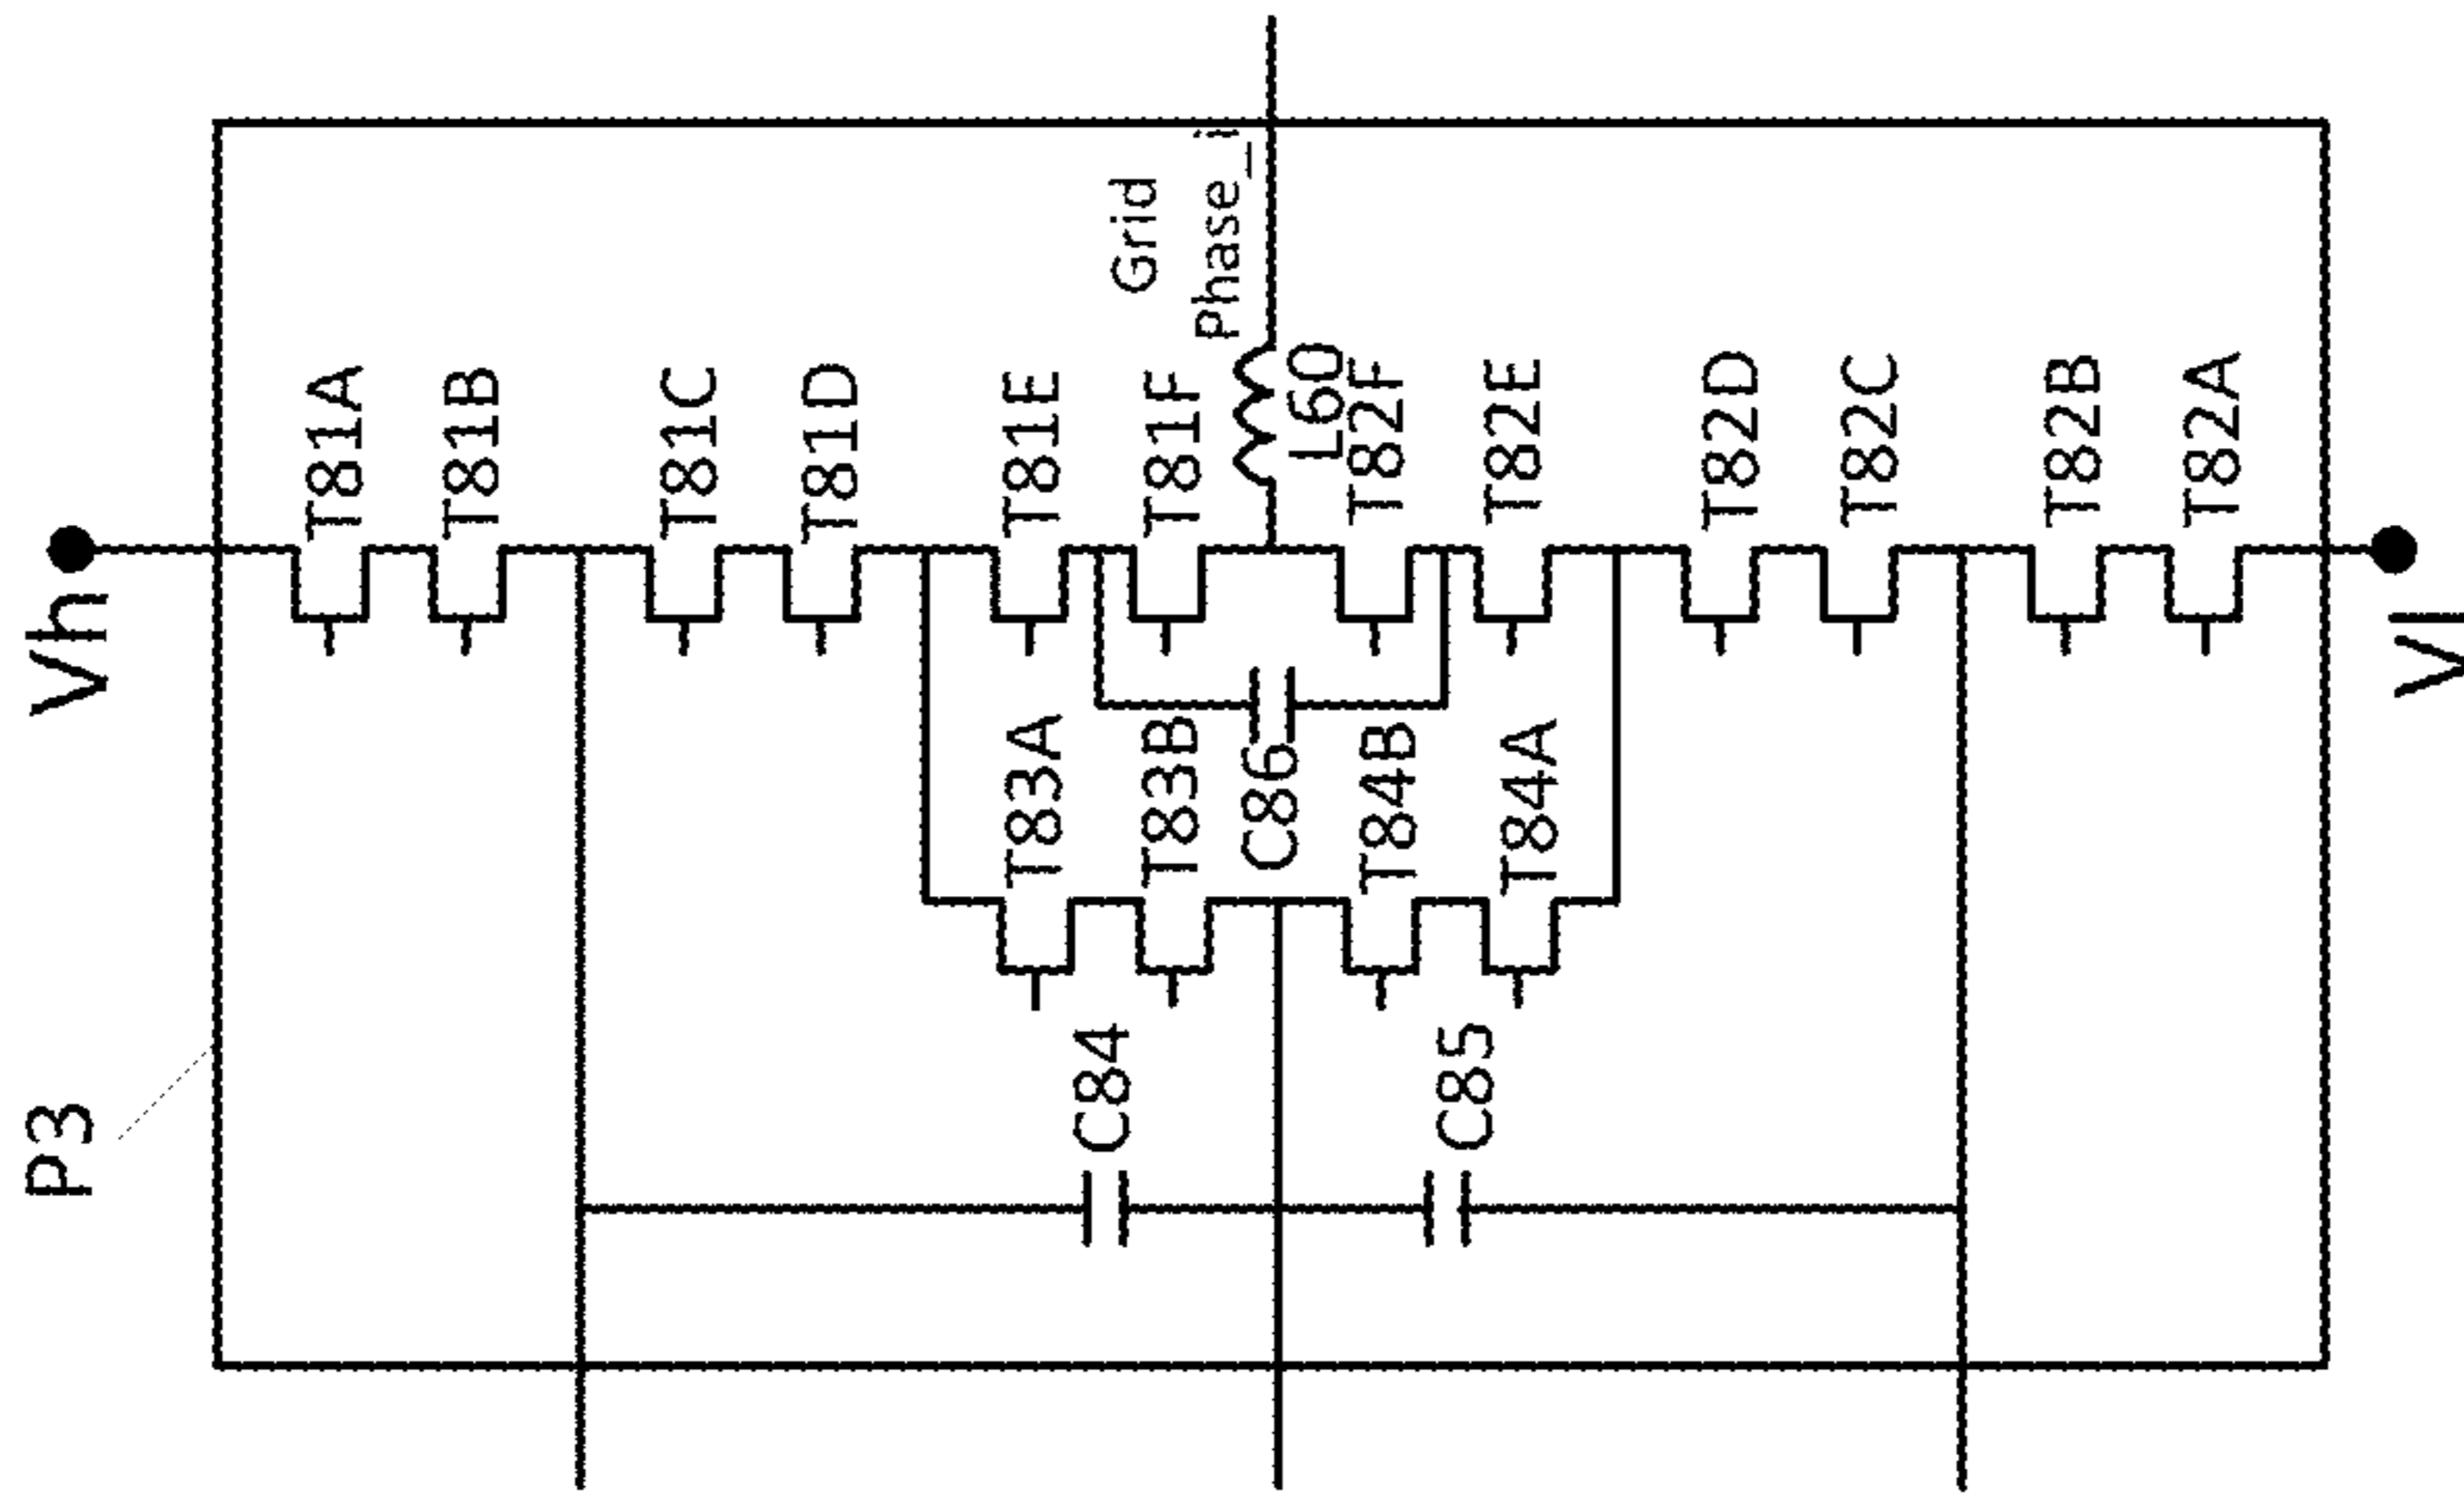 P3
Vh
T81A
T81B
T81C
T81D
T81E
T81F
Grid
Phase_i
L60
T82F
T82E
T82D
T82C
T82B
T82A
T83A
T83B
C86
T84B
T84A
C84
C85
Vl